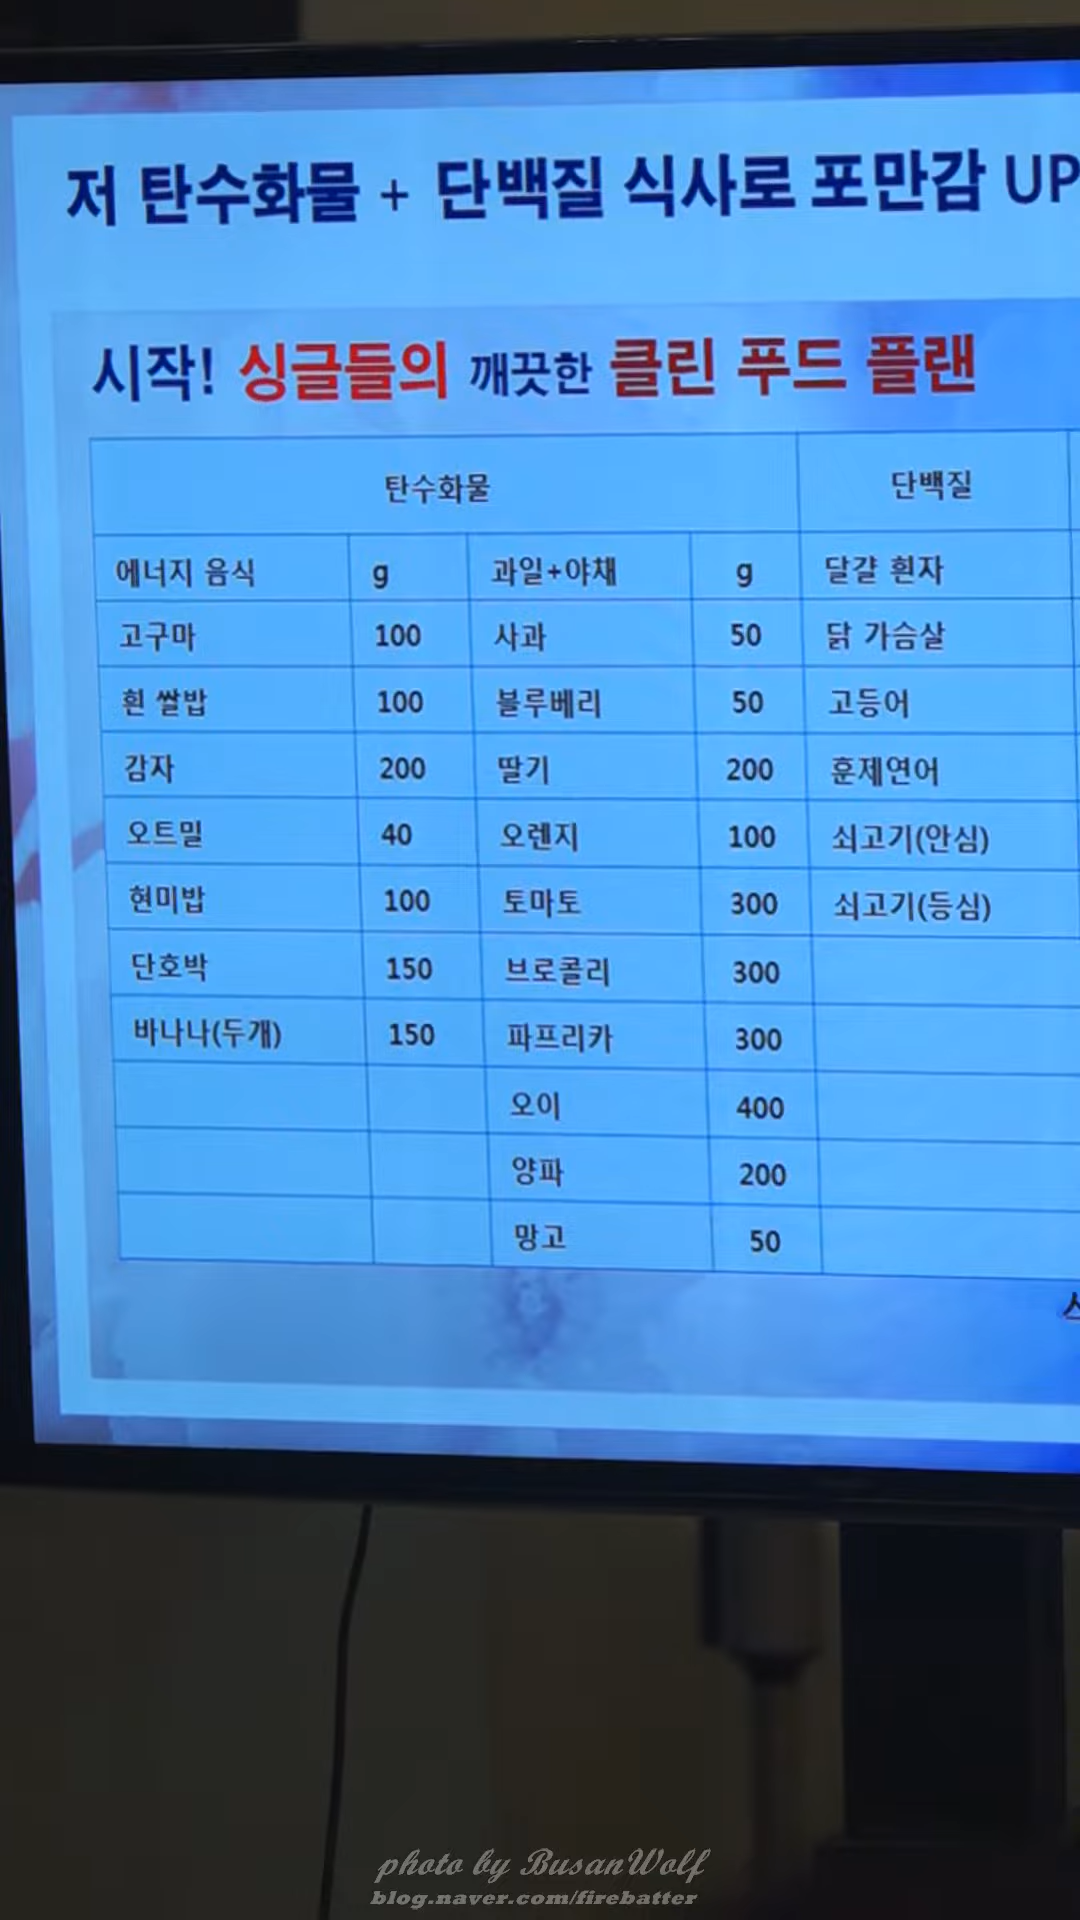 저 탄수화물 + 단백질 식사로 포만감 UP
시작! 싱글들의 깨끗한 클린 푸드 플랜
탄수화물 단백질
에너지 음식 g 과일+야채 g 달걀 흰자
고구마 100 사과 50 닭 가슴살
흰 쌀밥 100 블루베리 50 고등어
감자 200 딸기 200 훈제연어
오트밀 40 오렌지 100 쇠고기(안심)
현미밥 100 토마토 300 쇠고기(등심)
단호박 150 브로콜리 300
바나나(두개) 150 파프리카 300
오이 400
양파 200
망고 50
photo by BusanWolf
blog.naver.com/firebatter